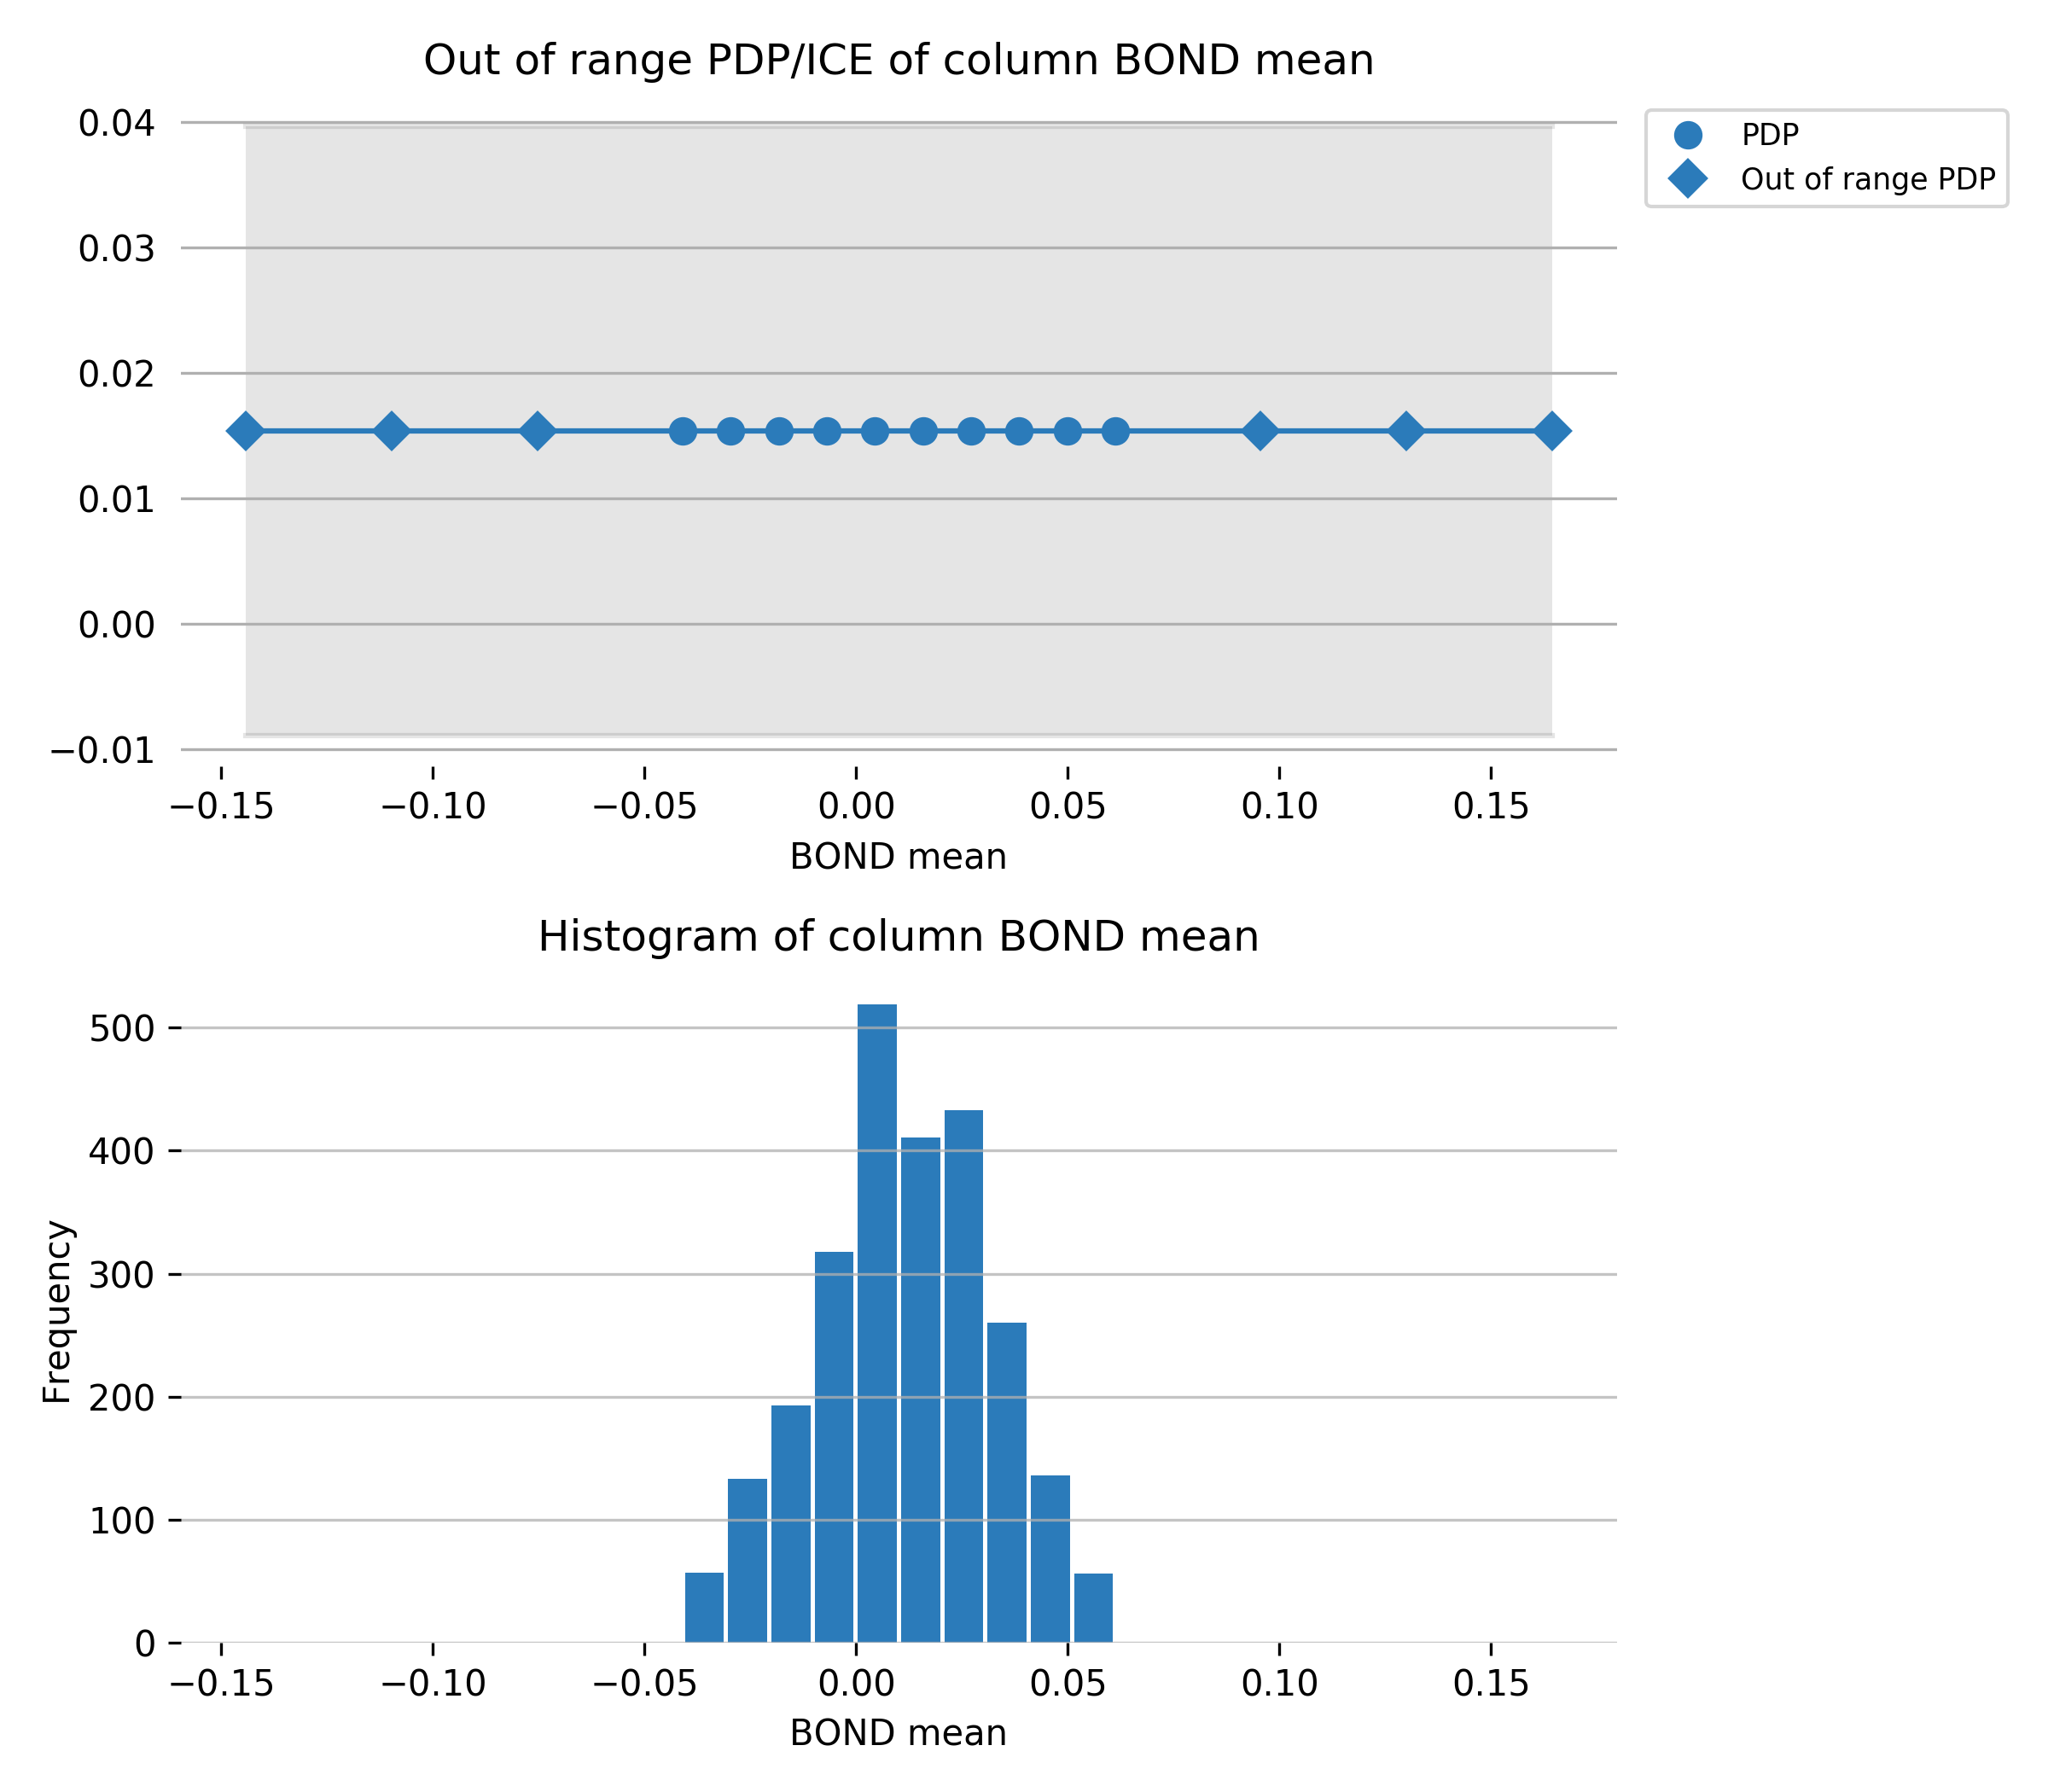 Out of range PDP/ICE of column BOND mean
PDP
Out of range PDP
0.04
0.03
0.02
0.01
0.00
−0.01
−0.15 −0.10 −0.05 0.00 0.05 0.10 0.15
BOND mean
Histogram of column BOND mean
Frequency
500
400
300
200
100
0
−0.15 −0.10 −0.05 0.00 0.05 0.10 0.15
BOND mean